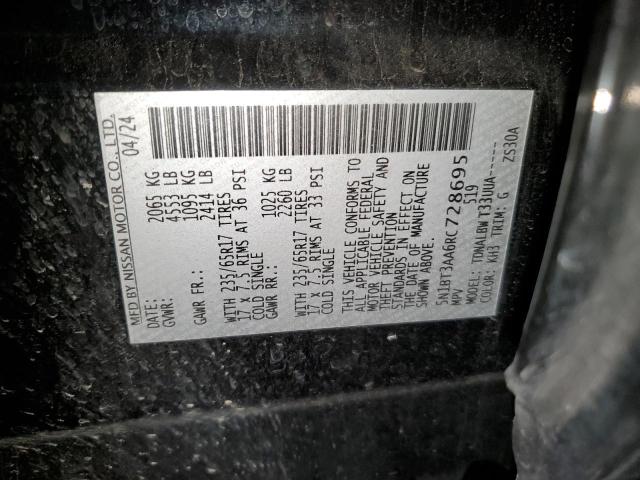 MFD BY NISSAN MOTOR CO., LTD.
DATE: 04/24
GVWR: 2065 KG
4553 LB
GAWR FR.: 1095 KG
2414 LB
WITH 235/65R17 TIRES
17 x 7.5 RIMS AT 36 PSI
COLD SINGLE
GAWR RR.: 1025 KG
2260 LB
WITH 235/65R17 TIRES
17 x 7.5 RIMS AT 33 PSI
COLD SINGLE
THIS VEHICLE CONFORMS TO
ALL APPLICABLE FEDERAL
MOTOR VEHICLE SAFETY AND
THEFT PREVENTION
STANDARDS IN EFFECT ON
THE DATE OF MANUFACTURE
SHOWN ABOVE
5N1BT3AA6RC728695
MPV 519
MODEL: TDMALBW T33UUA-----
COLOR: KH3 TRIM: G
ZS30A